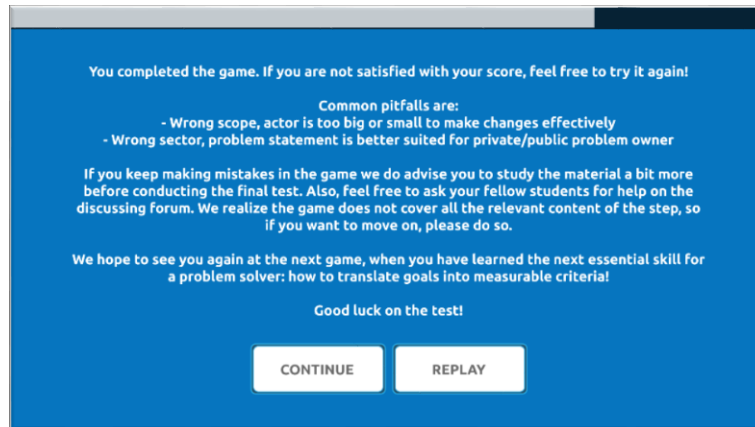 You completed the game. If you are not satisfied with your score, feel free to try it again!
Common pitfalls are:
- Wrong scope, actor is too big or small to make changes effectively
- Wrong sector, problem statement is better suited for private/public problem owner
If you keep making mistakes in the game we do advise you to study the material a bit more
before conducting the final test. Also, feel free to ask your fellow students for help on the
discussing forum. We realize the game does not cover all the relevant content of the step, so
if you want to move on, please do so.
We hope to see you again at the next game, when you have learned the next essential skill for
a problem solver: how to translate goals into measurable criteria!
Good luck on the test!
CONTINUE
REPLAY